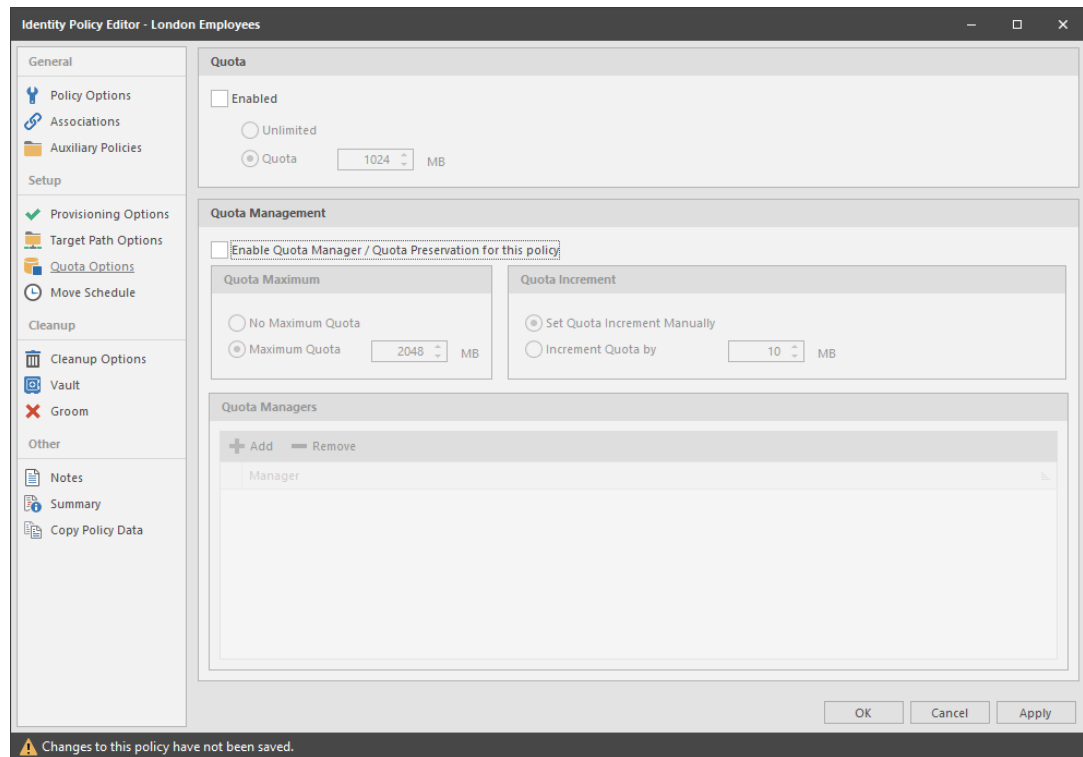 Identity Policy Editor - London Employees
General
Policy Options
Associations
Auxiliary Policies
Setup
Provisioning Options
Target Path Options
Quota Options
Move Schedule
Cleanup
Cleanup Options
Vault
Groom
Other
Notes
Summary
Copy Policy Data
Quota
Enabled
Unlimited
Quota 1024 MB
Quota Management
Enable Quota Manager / Quota Preservation for this policy
Quota Maximum
No Maximum Quota
Maximum Quota 2048 MB
Quota Increment
Set Quota Increment Manually
Increment Quota by 10 MB
Quota Managers
Add Remove
Manager
OK Cancel Apply
Changes to this policy have not been saved.